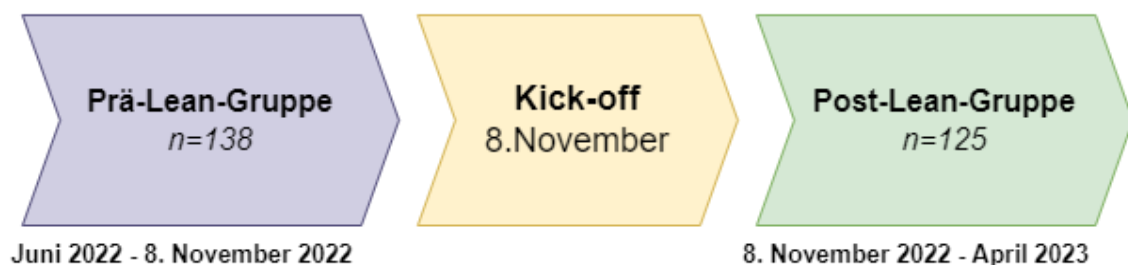 Prä-Lean-Gruppe
n=138
Kick-off
8.November
Post-Lean-Gruppe
n=125
Juni 2022 - 8. November 2022
8. November 2022 - April 2023